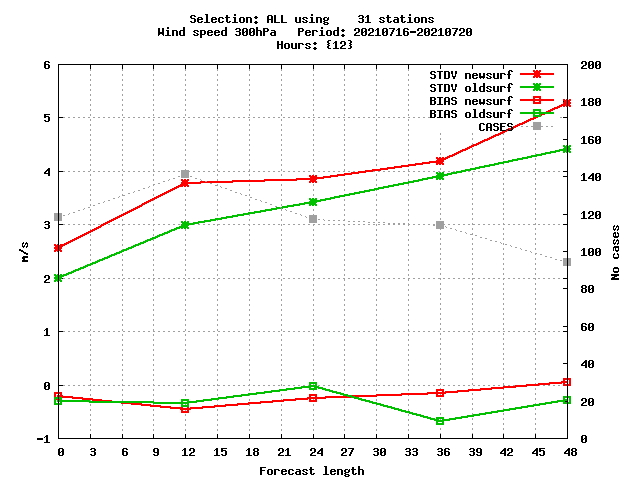 Selection: ALL using    31 stations
Wind speed 300hPa   Period: 20210716-20210720
Hours: {12}
STDV newsurf
STDV oldsurf
BIAS newsurf
BIAS oldsurf
CASES
6
5
4
3
2
1
0
-1
m/s
200
180
160
140
120
100
80
60
40
20
0
No cases
0 3 6 9 12 15 18 21 24 27 30 33 36 39 42 45 48
Forecast length